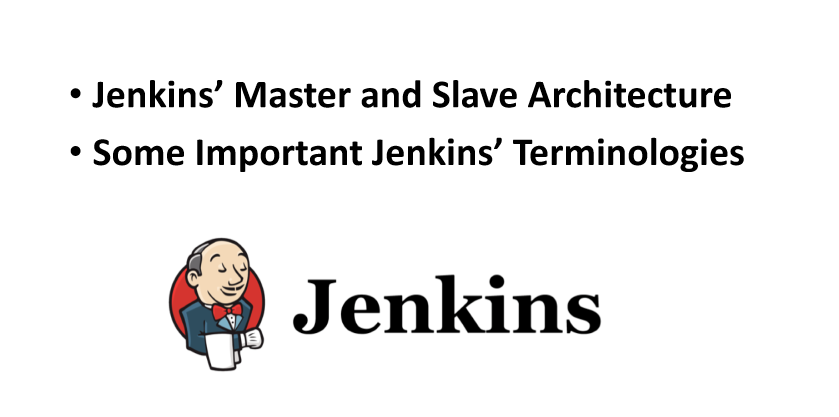 • Jenkins’ Master and Slave Architecture
• Some Important Jenkins’ Terminologies
Jenkins